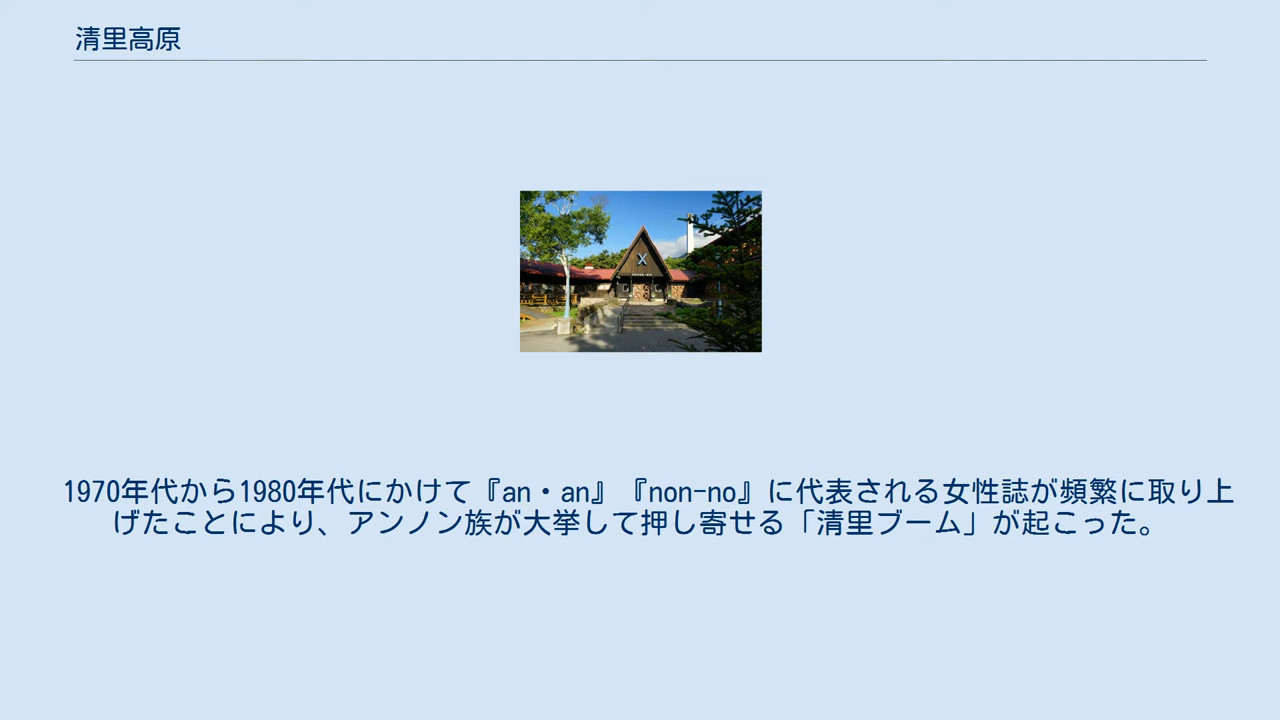 清里高原
X
1970年代から1980年代にかけて『an・an』『non-no』に代表される女性誌が頻繁に取り上
げたことにより、アンノン族が大挙して押し寄せる「清里ブーム」が起こった。